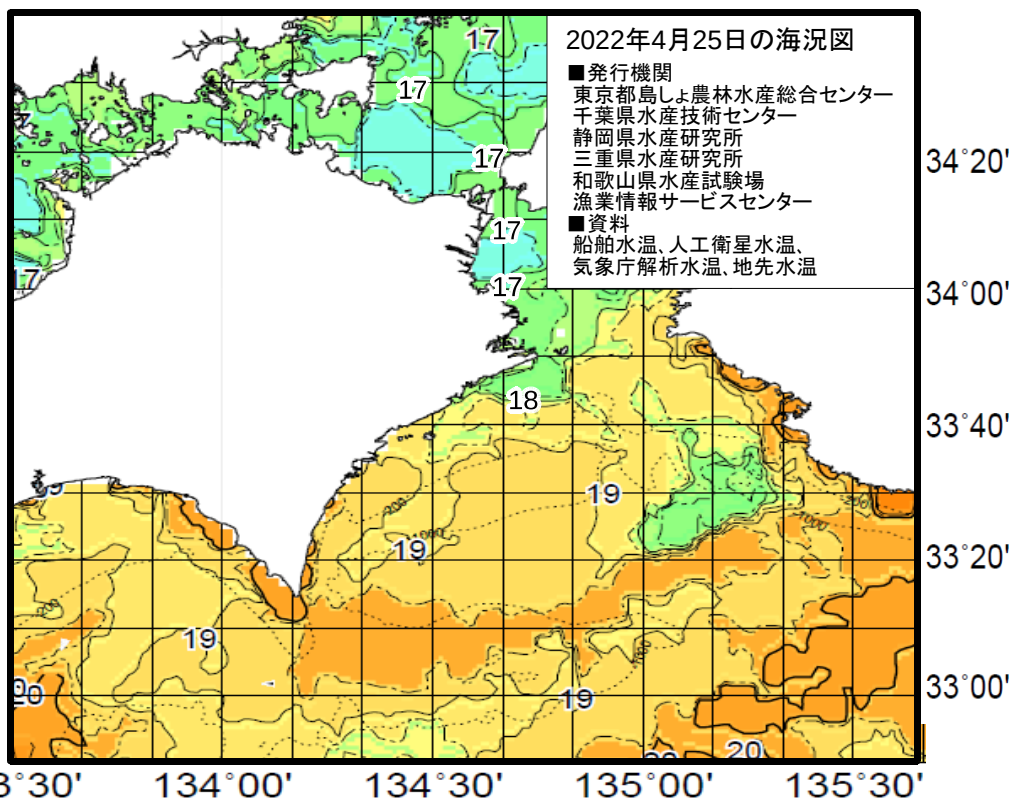 2022年4月25日の海況図
■発行機関
東京都島しょ農林水産総合センター
千葉県水産技術センター
静岡県水産研究所
三重県水産研究所
和歌山県水産試験場
漁業情報サービスセンター
■資料
船舶水温、人工衛星水温、
気象庁解析水温、地先水温
17
17
17
17
17
17
18
19
19
19
19
20
20
-200
-200
-1000
-1000
34°20'
34°00'
33°40'
33°20'
33°00'
3°30'
134°00'
134°30'
135°00'
135°30'